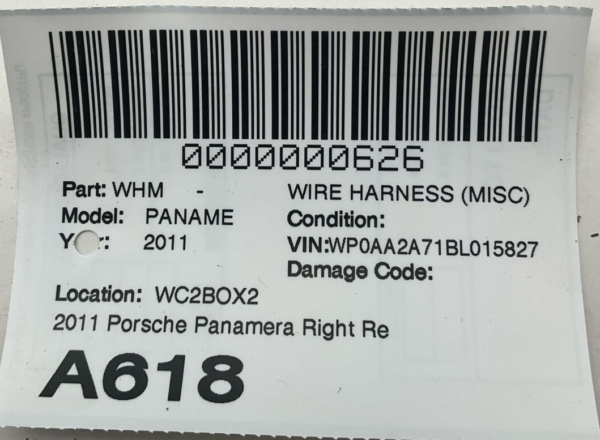 0000000626
Part: WHM - WIRE HARNESS (MISC)
Model: PANAME Condition:
Y r: 2011 VIN:WP0AA2A71BL015827
Damage Code:
Location: WC2BOX2
2011 Porsche Panamera Right Re
A618